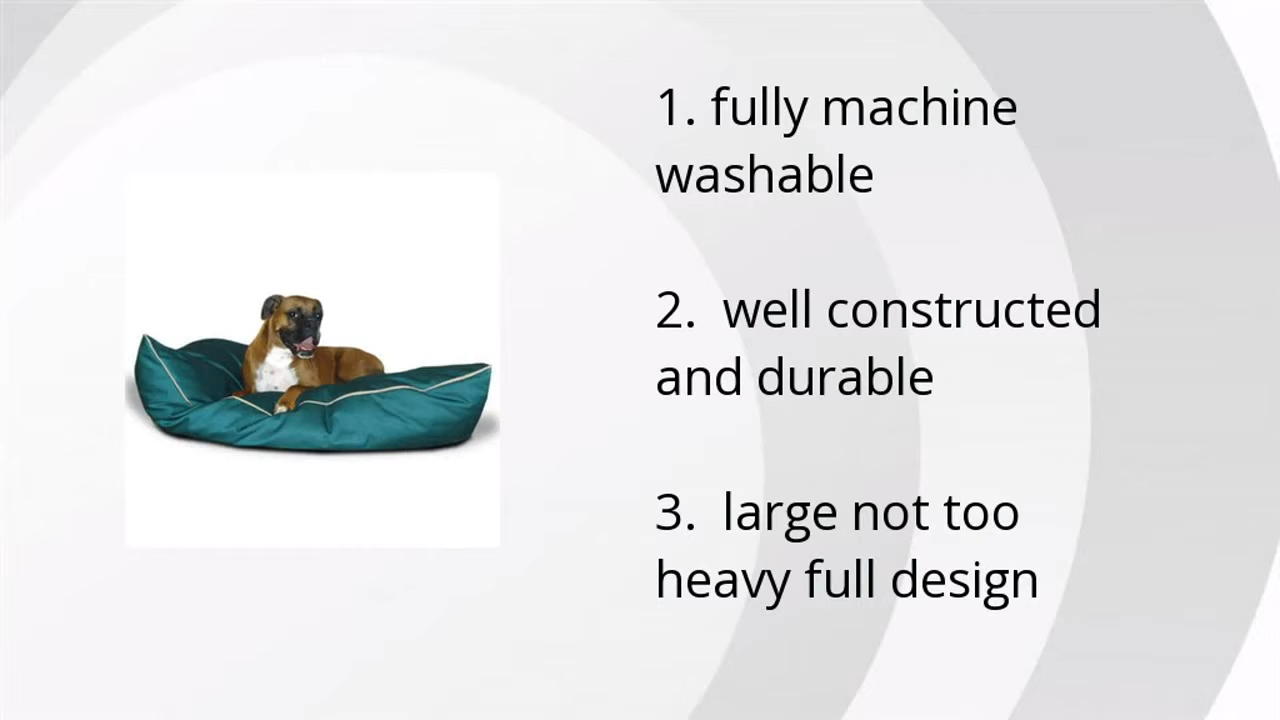 1. fully machine
washable
2.  well constructed
and durable
3.  large not too
heavy full design